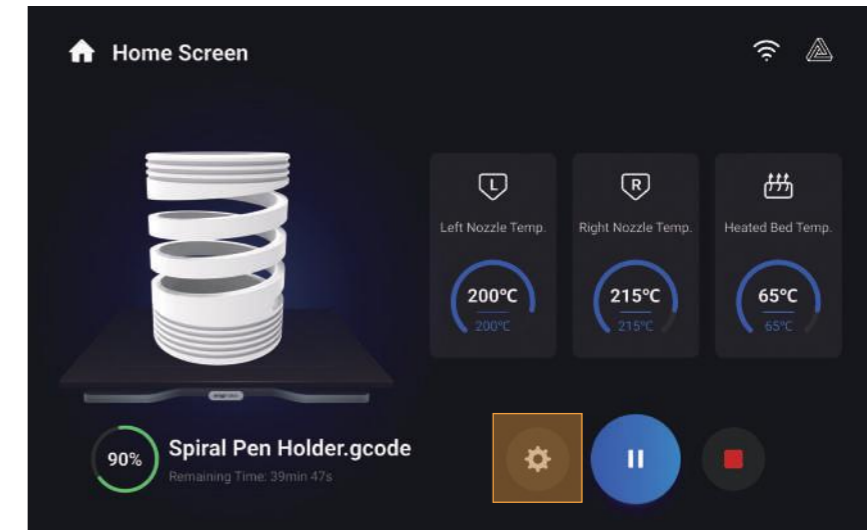 Home Screen
L
R
Left Nozzle Temp.
Right Nozzle Temp.
Heated Bed Temp.
200°C
200°C
215°C
215°C
65°C
65°C
90%
Spiral Pen Holder.gcode
Remaining Time: 39min 47s